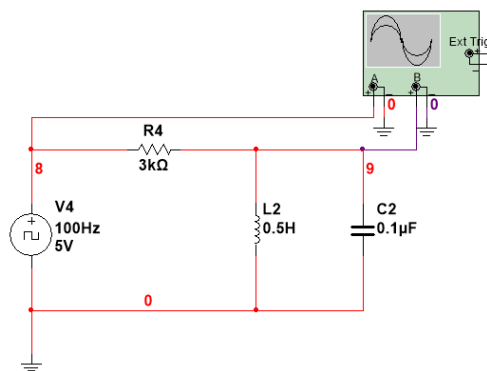 Ext Trig
+
A
B
+
+
0
0
R4
3kΩ
8
9
V4
100Hz
5V
+
L2
0.5H
C2
0.1µF
0